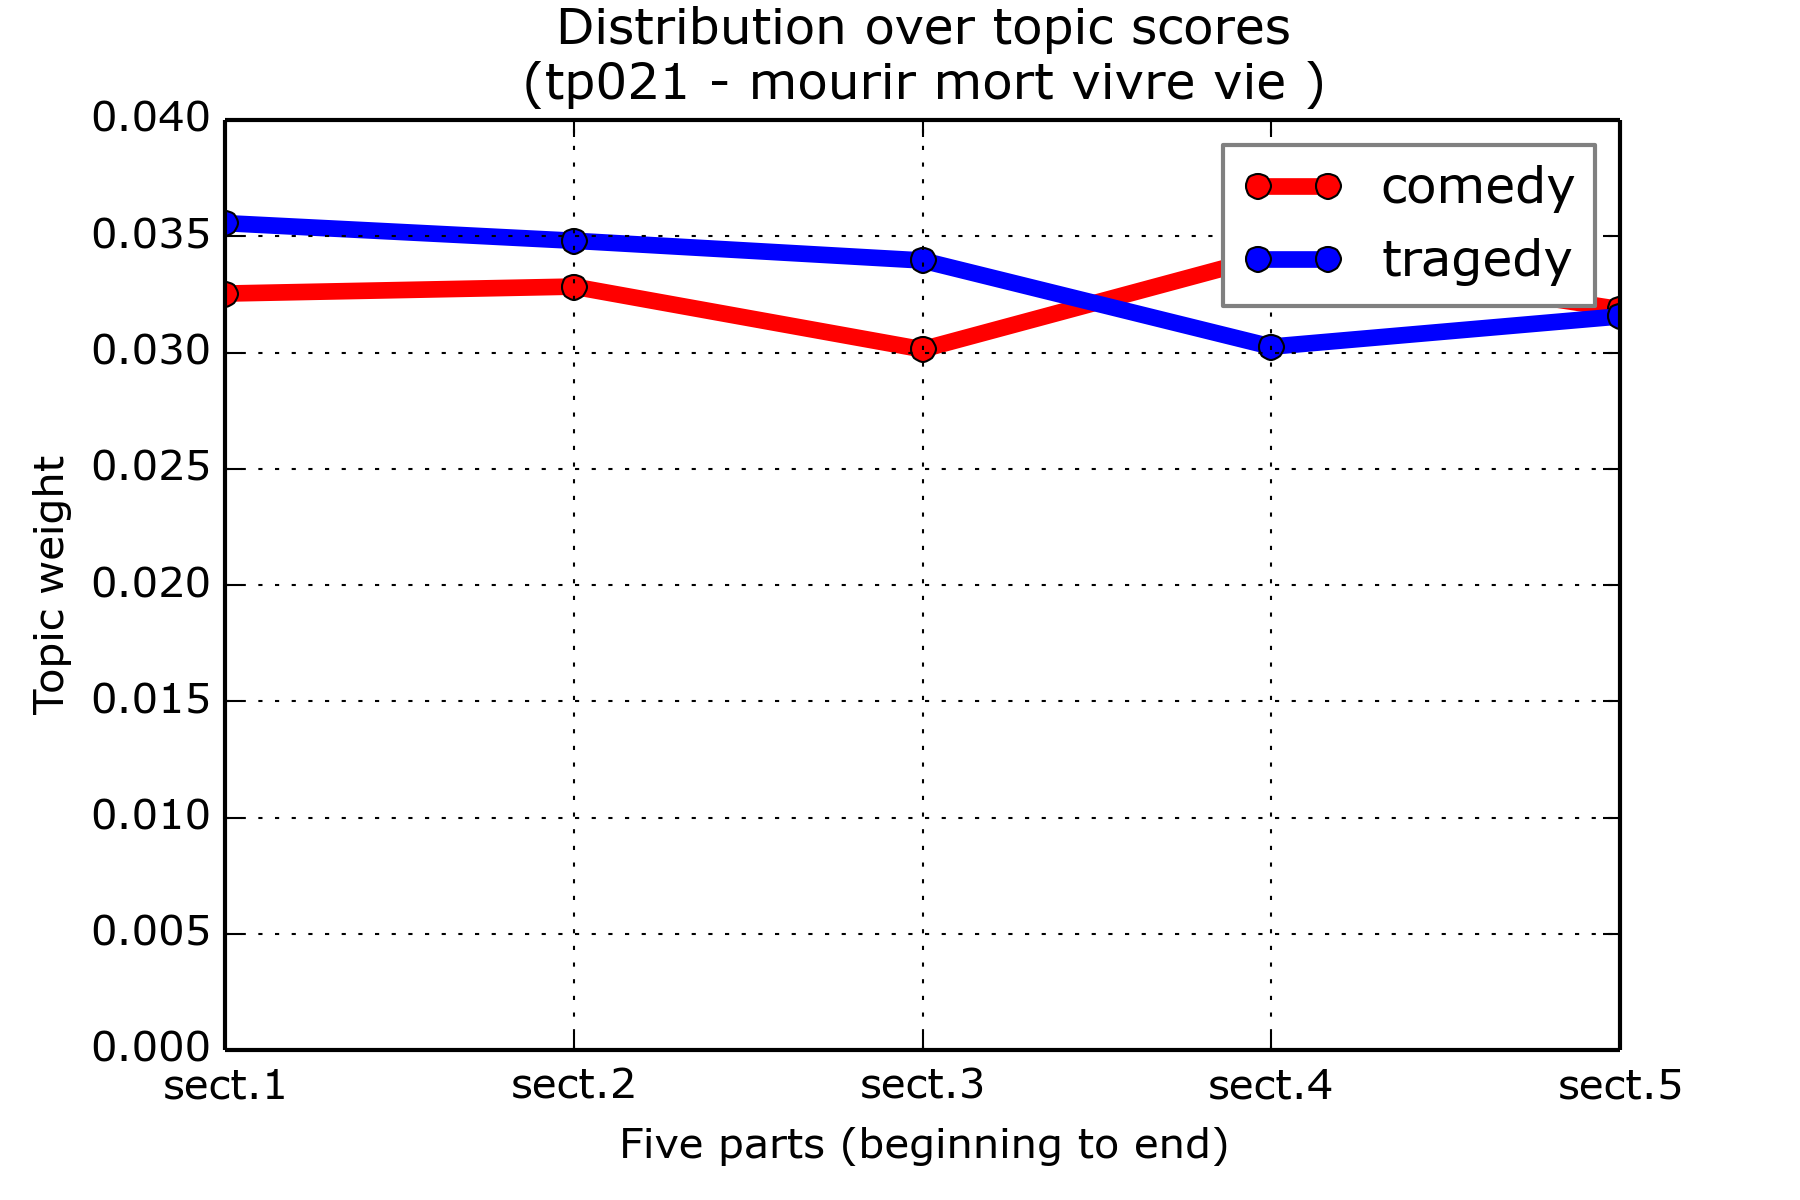 Distribution over topic scores
(tp021 - mourir mort vivre vie )
0.040
0.035
0.030
0.025
0.020
0.015
0.010
0.005
0.000
Topic weight
comedy
tragedy
sect.1 sect.2 sect.3 sect.4 sect.5
Five parts (beginning to end)